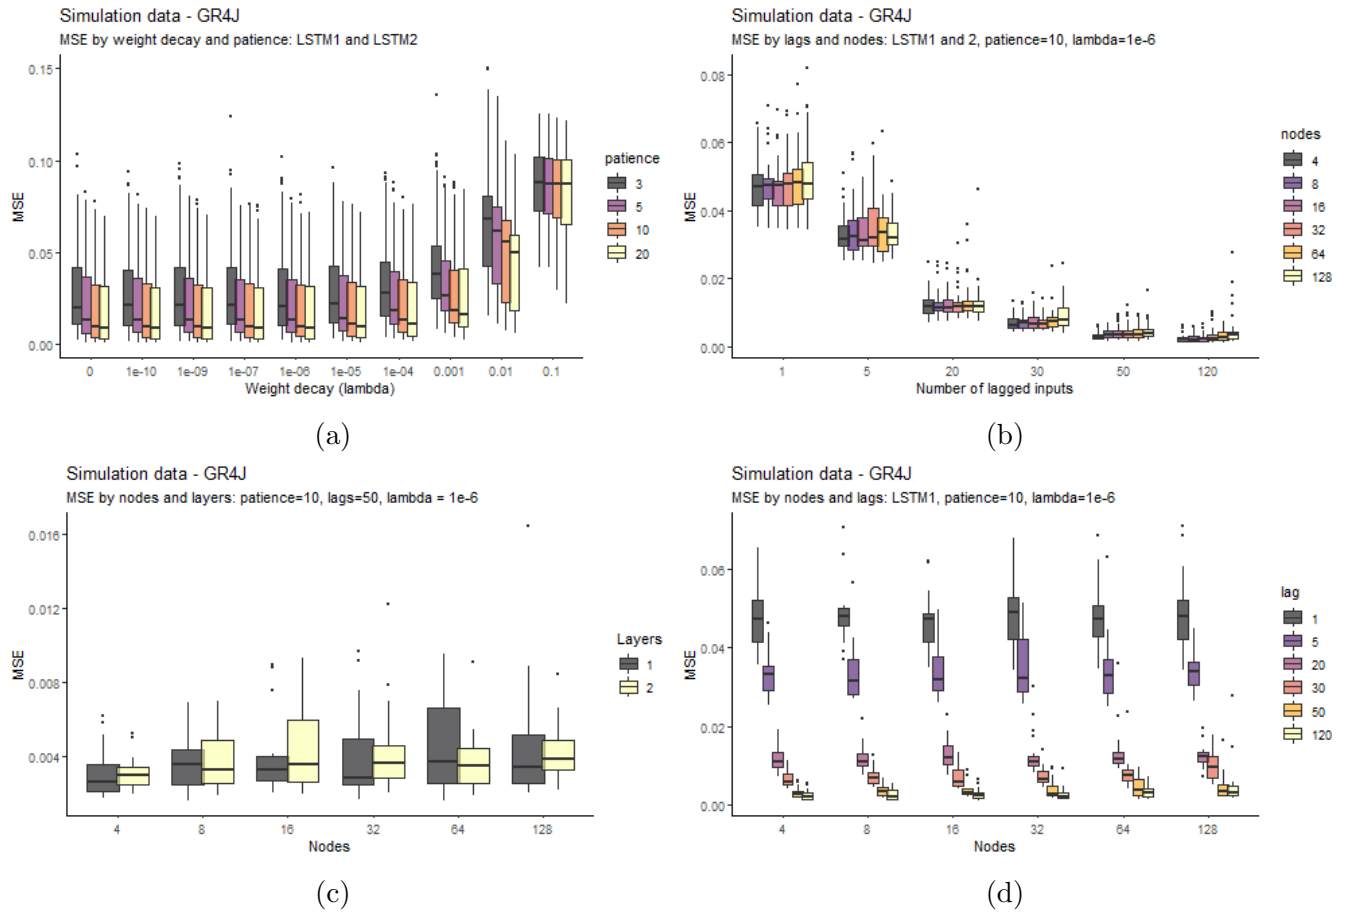 Simulation data - GR4J
MSE by weight decay and patience: LSTM1 and LSTM2
0.15
0.10
0.05
0.00
MSE
0 1e-10 1e-09 1e-07 1e-06 1e-05 1e-04 0.001 0.01 0.1
Weight decay (lambda)
patience
3
5
10
20
(a)
Simulation data - GR4J
MSE by lags and nodes: LSTM1 and 2, patience=10, lambda=1e-6
0.08
0.06
0.04
0.02
0.00
MSE
1 5 20 30 50 120
Number of lagged inputs
nodes
4
8
16
32
64
128
(b)
Simulation data - GR4J
MSE by nodes and layers: patience=10, lags=50, lambda = 1e-6
0.016
0.012
0.008
0.004
MSE
4 8 16 32 64 128
Nodes
Layers
1
2
(c)
Simulation data - GR4J
MSE by nodes and lags: LSTM1, patience=10, lambda=1e-6
0.06
0.04
0.02
0.00
MSE
4 8 16 32 64 128
Nodes
lag
1
5
20
30
50
120
(d)